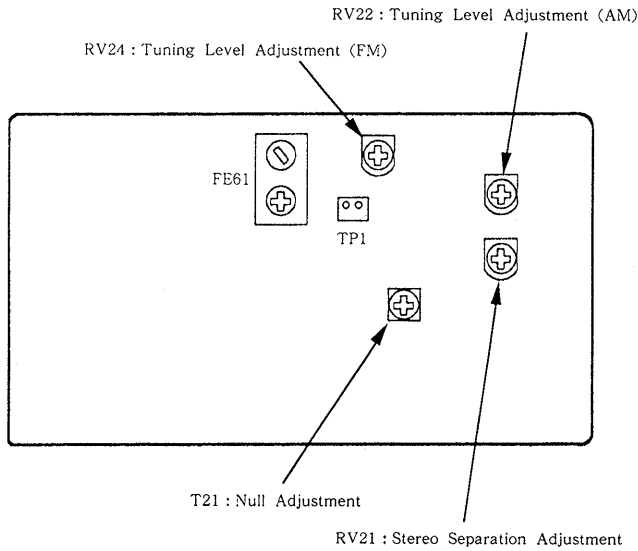 RV22 : Tuning Level Adjustment (AM)
RV24 : Tuning Level Adjustment (FM)
FE61
TP1
T21 : Null Adjustment
RV21 : Stereo Separation Adjustment